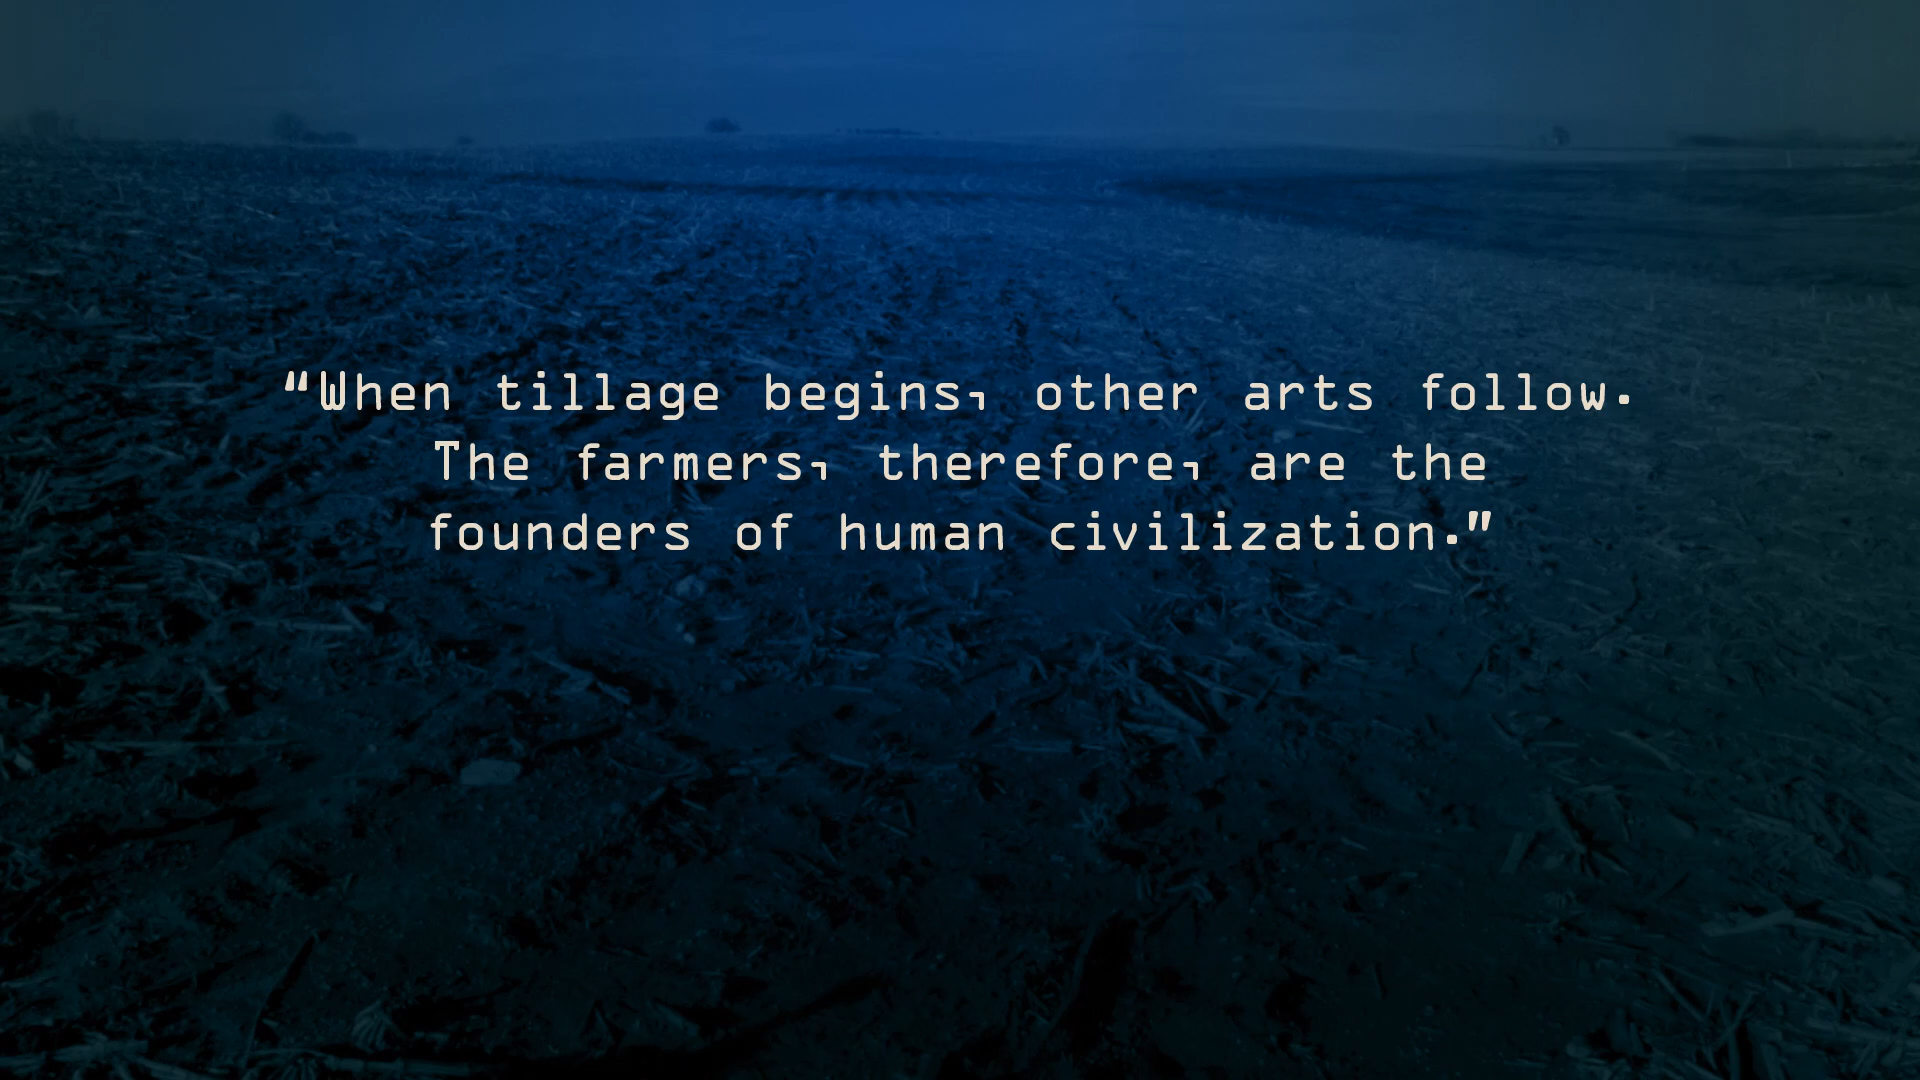 “When tillage begins, other arts follow.
The farmers, therefore, are the
founders of human civilization.”